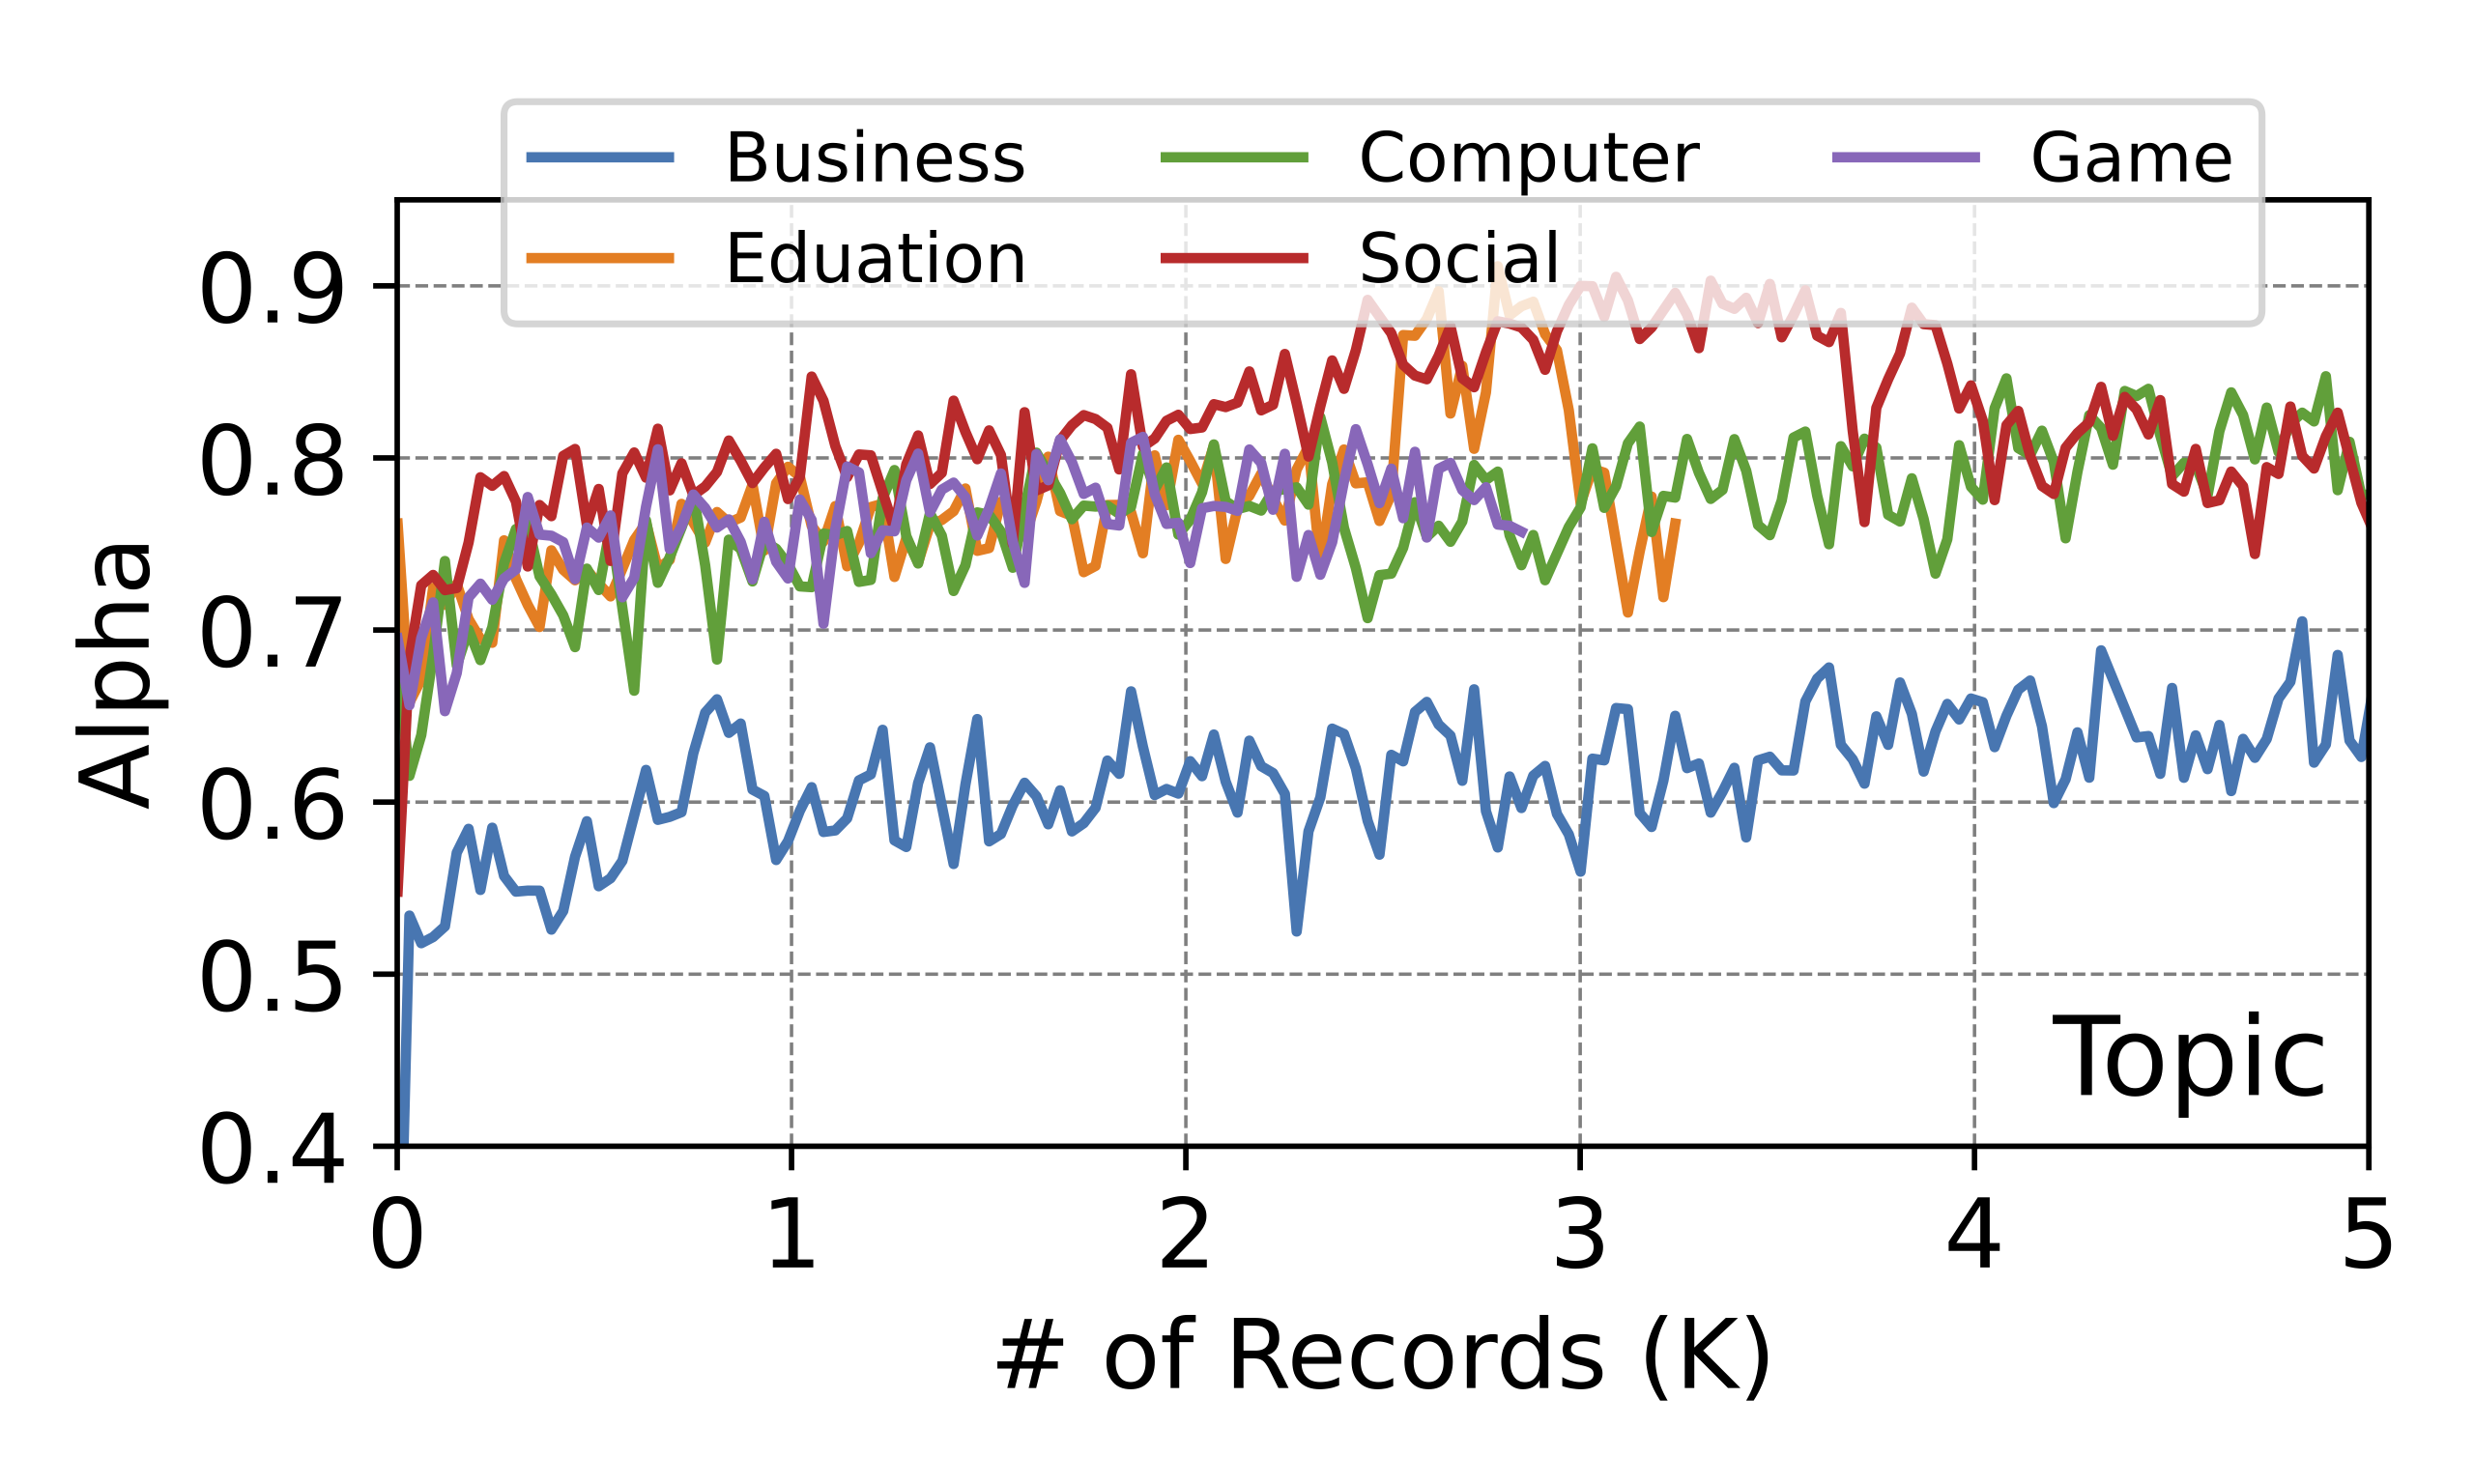 Business Computer Game
Eduation Social
0.9
0.8
0.7
0.6
0.5
0.4
Alpha
Topic
0 1 2 3 4 5
# of Records (K)